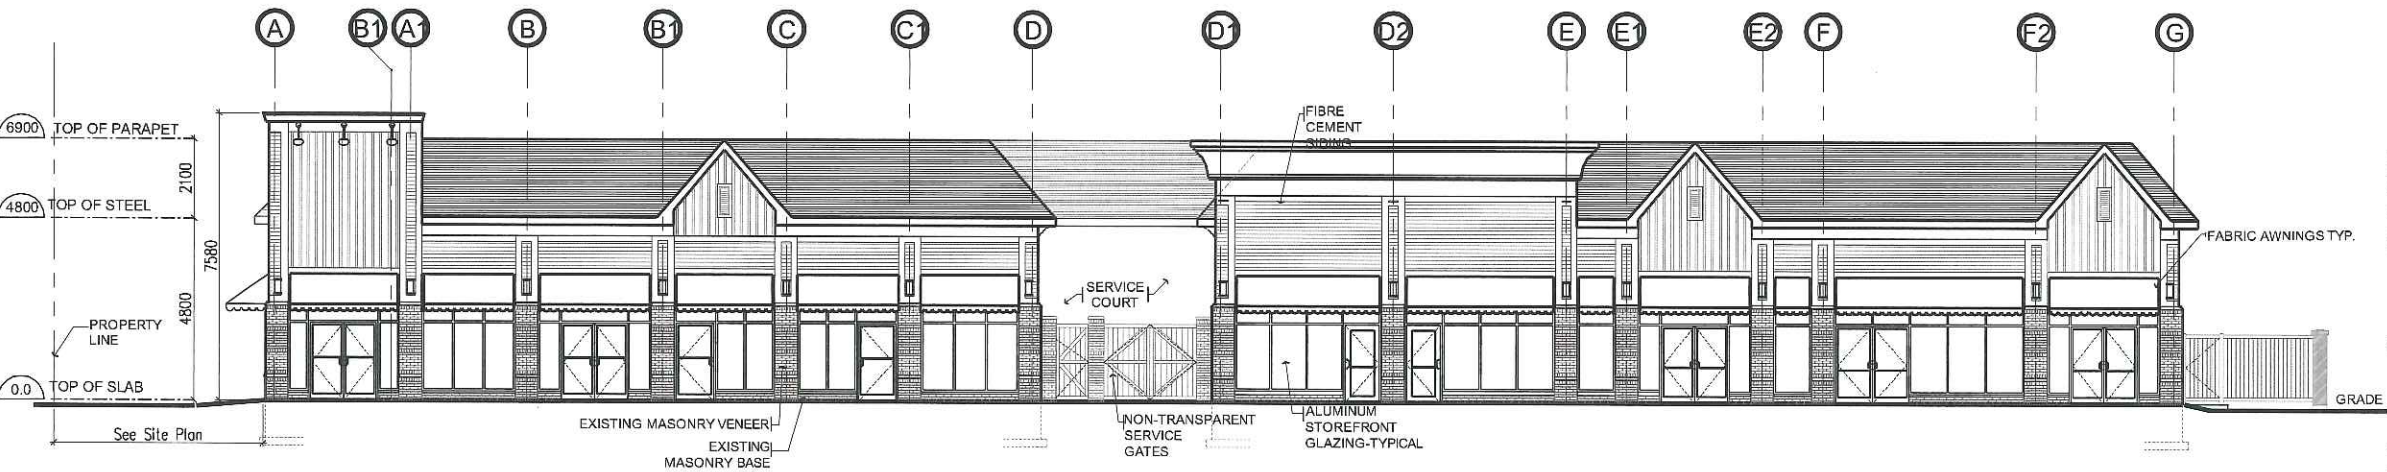 A B1 A1 B B1 C C1 D D1 D2 E E1 E2 F F2 G
6900 TOP OF PARAPET
2100
4800 TOP OF STEEL
7580
4800
PROPERTY
LINE
0.0 TOP OF SLAB
See Site Plan
FIBRE
CEMENT
SIDING
FABRIC AWNINGS TYP.
SERVICE
COURT
EXISTING MASONRY VENEER
EXISTING
MASONRY BASE
NON-TRANSPARENT
SERVICE
GATES
ALUMINUM
STOREFRONT
GLAZING-TYPICAL
GRADE